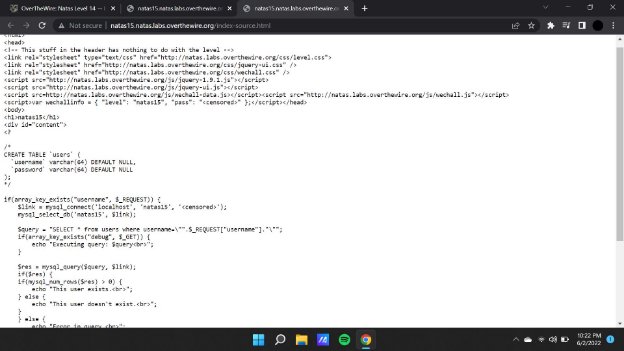 OverTheWire: Natas Level 14 —
natas15.natas.labs.overthewire.o
natas15.natas.labs.overthewire.c
Not secure
natas15.natas.labs.overthewire.org/index-source.html
<html>
<head>
<!-- This stuff in the header has nothing to do with the level -->
<link rel="stylesheet" type="text/css" href="http://natas.labs.overthewire.org/css/level.css">
<link rel="stylesheet" href="http://natas.labs.overthewire.org/css/jquery-ui.css" />
<link rel="stylesheet" href="http://natas.labs.overthewire.org/css/wechall.css" />
<script src="http://natas.labs.overthewire.org/js/jquery-1.9.1.js"></script>
<script src="http://natas.labs.overthewire.org/js/jquery-ui.js"></script>
<script src=http://natas.labs.overthewire.org/js/wechall-data.js></script><script src="http://natas.labs.overthewire.org/js/wechall.js"></script>
<script>var wechallinfo = { "level": "natas15", "pass": "<censored>" };</script></head>
<body>
<h1>natas15</h1>
<div id="content">
<?
/*
CREATE TABLE `users` (
`username` varchar(64) DEFAULT NULL,
`password` varchar(64) DEFAULT NULL
);
*/
if(array_key_exists("username", $_REQUEST)) {
$link = mysql_connect('localhost', 'natas15', '<censored>');
mysql_select_db('natas15', $link);
$query = "SELECT * from users where username=\"".$_REQUEST["username"]."\"";
if(array_key_exists("debug", $_GET)) {
echo "Executing query: $query<br>";
}
$res = mysql_query($query, $link);
if($res) {
if(mysql_num_rows($res) > 0) {
echo "This user exists.<br>";
} else {
echo "This user doesn't exist.<br>";
}
} else {
echo "Error in query.<br>";
10:22 PM
6/2/2022